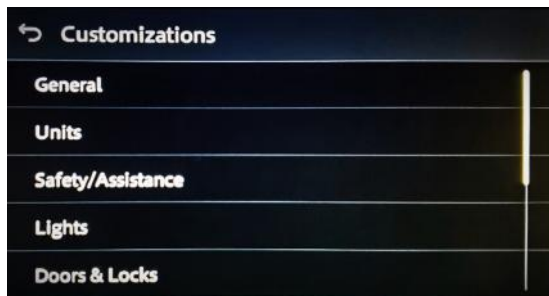 Customizations
General
Units
Safety/Assistance
Lights
Doors & Locks